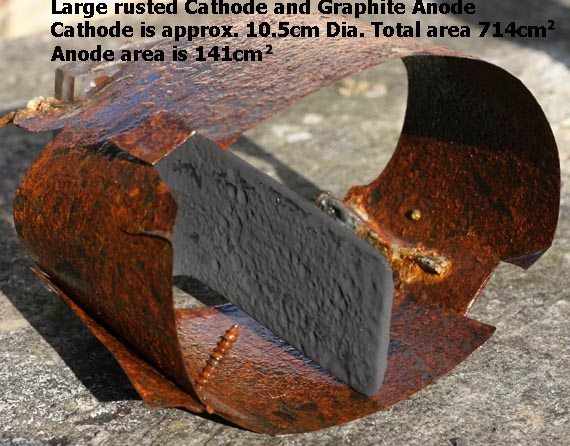 Large rusted Cathode and Graphite Anode
Cathode is approx. 10.5cm Dia. Total area 714cm²
Anode area is 141cm²